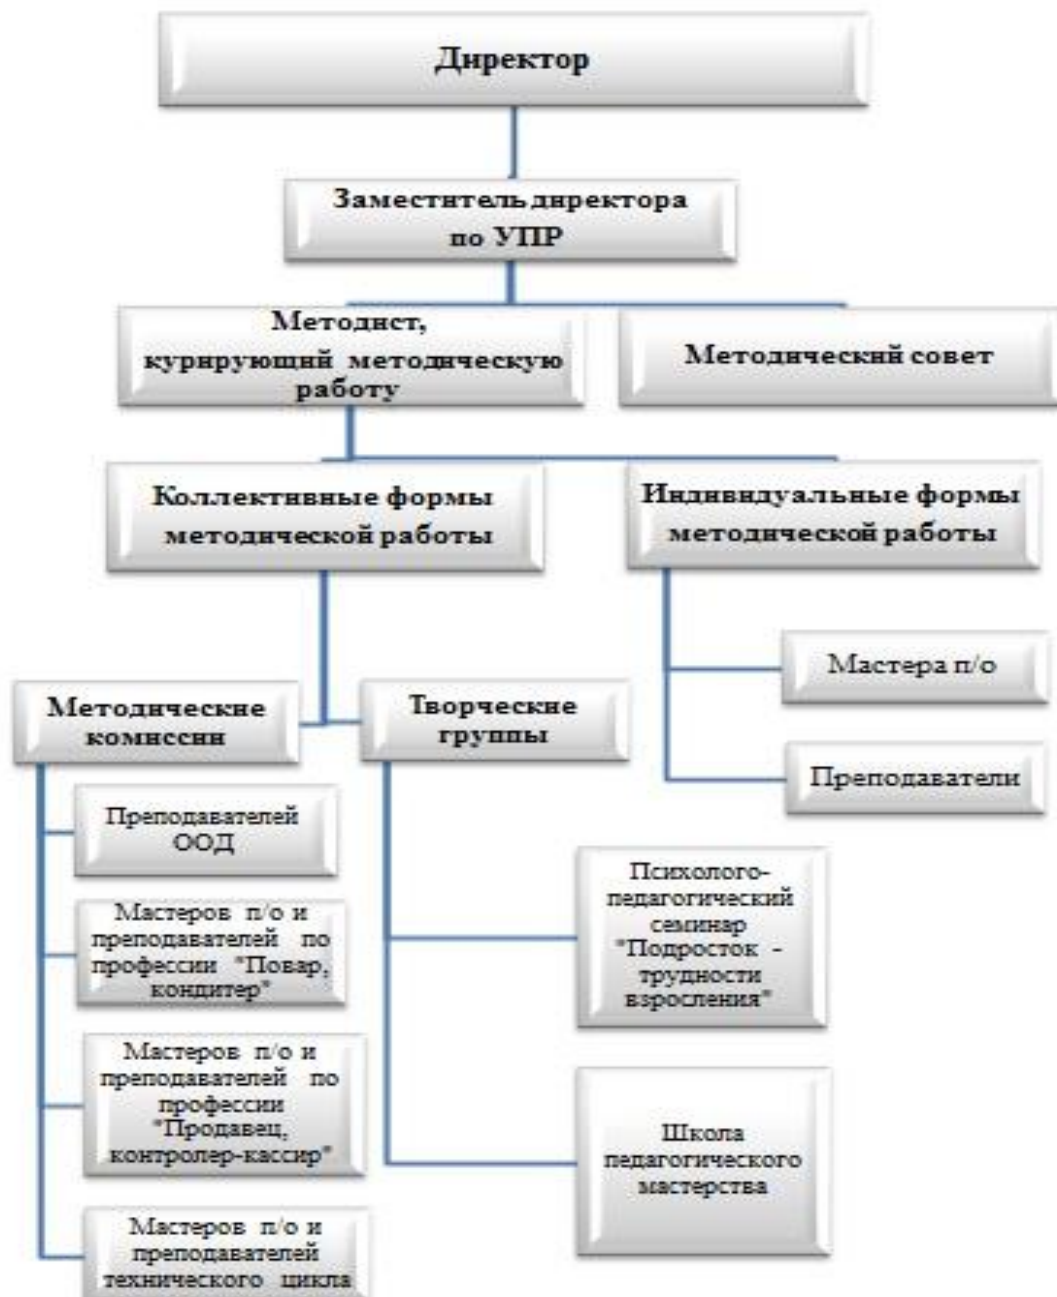 Директор
Заместитель директора
по УПР
Методист,
курирующий методическую
работу
Методический совет
Коллективные формы
методической работы
Индивидуальные формы
методической работы
Мастера п/о
Преподаватели
Методические
комиссии
Преподавателей
ООД
Мастеров п/о и
преподавателей по
профессии "Повар,
кондитер"
Мастеров п/о и
преподавателей по
профессии
"Продавец,
контролер-кассир"
Мастеров п/о и
преподавателей
технического цикла
Творческие
группы
Психолого-
педагогический
семинар
"Подросток -
трудности
взросления"
Школа
педагогического
мастерства